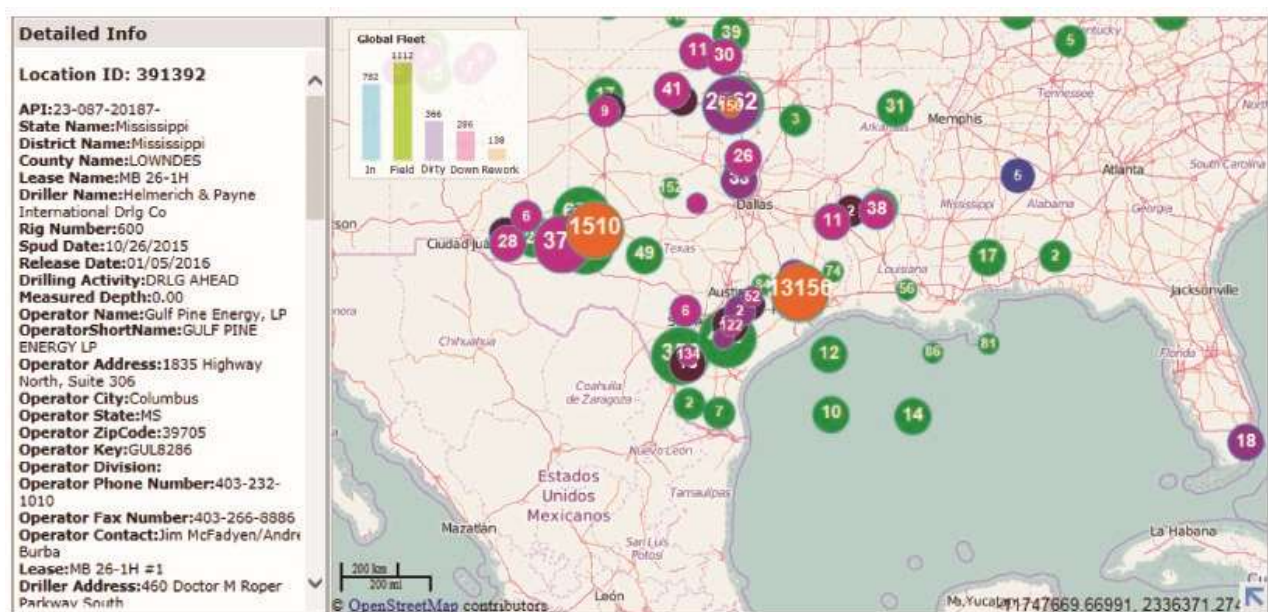 Detailed Info
Location ID: 391392
API:23-087-20187-
State Name:Mississippi
District Name:Mississippi
County Name:LOWNDES
Lease Name:MB 26-1H
Driller Name:Helmerich & Payne
International Drlg Co
Rig Number:600
Spud Date:10/26/2015
Release Date:01/05/2016
Drilling Activity:DRLG AHEAD
Measured Depth:0.00
Operator Name:Gulf Pine Energy, LP
OperatorShortName:GULF PINE
ENERGY LP
Operator Address:1835 Highway
North, Suite 306
Operator City:Columbus
Operator State:MS
Operator ZipCode:39705
Operator Key:GUL8286
Operator Division:
Operator Phone Number:403-232-
1010
Operator Fax Number:403-266-8886
Operator Contact:Jim McFadyen/Andre
Burba
Lease:MB 26-1H #1
Driller Address:460 Doctor M Roper
Parkway South
Global Fleet
782
1112
366
286
138
In Field Dirty Down Rework
39
11
30
5
Kentucky
Tennessee
17
9
41
150
3
31
Memphis
26
33
152
Dallas
5
Atlanta
South Carolina
Mississippi
Alabama
Georgia
6
28
Ciudad Juá
37
1510
49
Texas
11
2
38
17
2
74
Louisiana
56
Jacksonville
Austin
84
13156
52
2
6
122
134
12
86
81
Florida
Chihuahua
Coahuila
de Zaragoza
2
7
10
14
18
Nuevo León
Estados
Unidos
Mexicanos
Tamaulipas
Mazatlán
San Luis
Potosí
La Habana
200 km
200 mi
León
© OpenStreetMap contributors